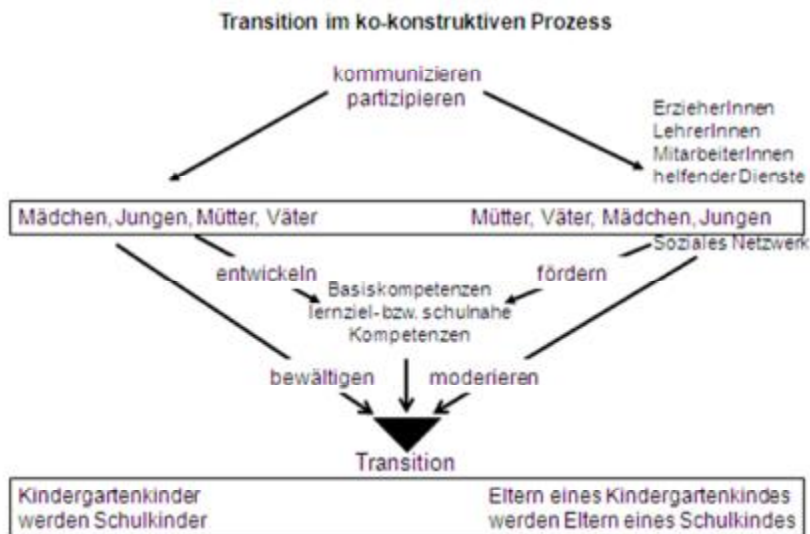 Transition im ko-konstruktiven Prozess
kommunizieren
partizipieren
ErzieherInnen
LehrerInnen
MitarbeiterInnen
helfender Dienste
Mädchen, Jungen, Mütter, Väter
Mütter, Väter, Mädchen, Jungen
Soziales Netzwerk
entwickeln
fördern
Basiskompetenzen
lernziel- bzw. schulnahe
Kompetenzen
bewältigen
moderieren
Transition
Kindergartenkinder
werden Schulkinder
Eltern eines Kindergartenkindes
werden Eltern eines Schulkindes